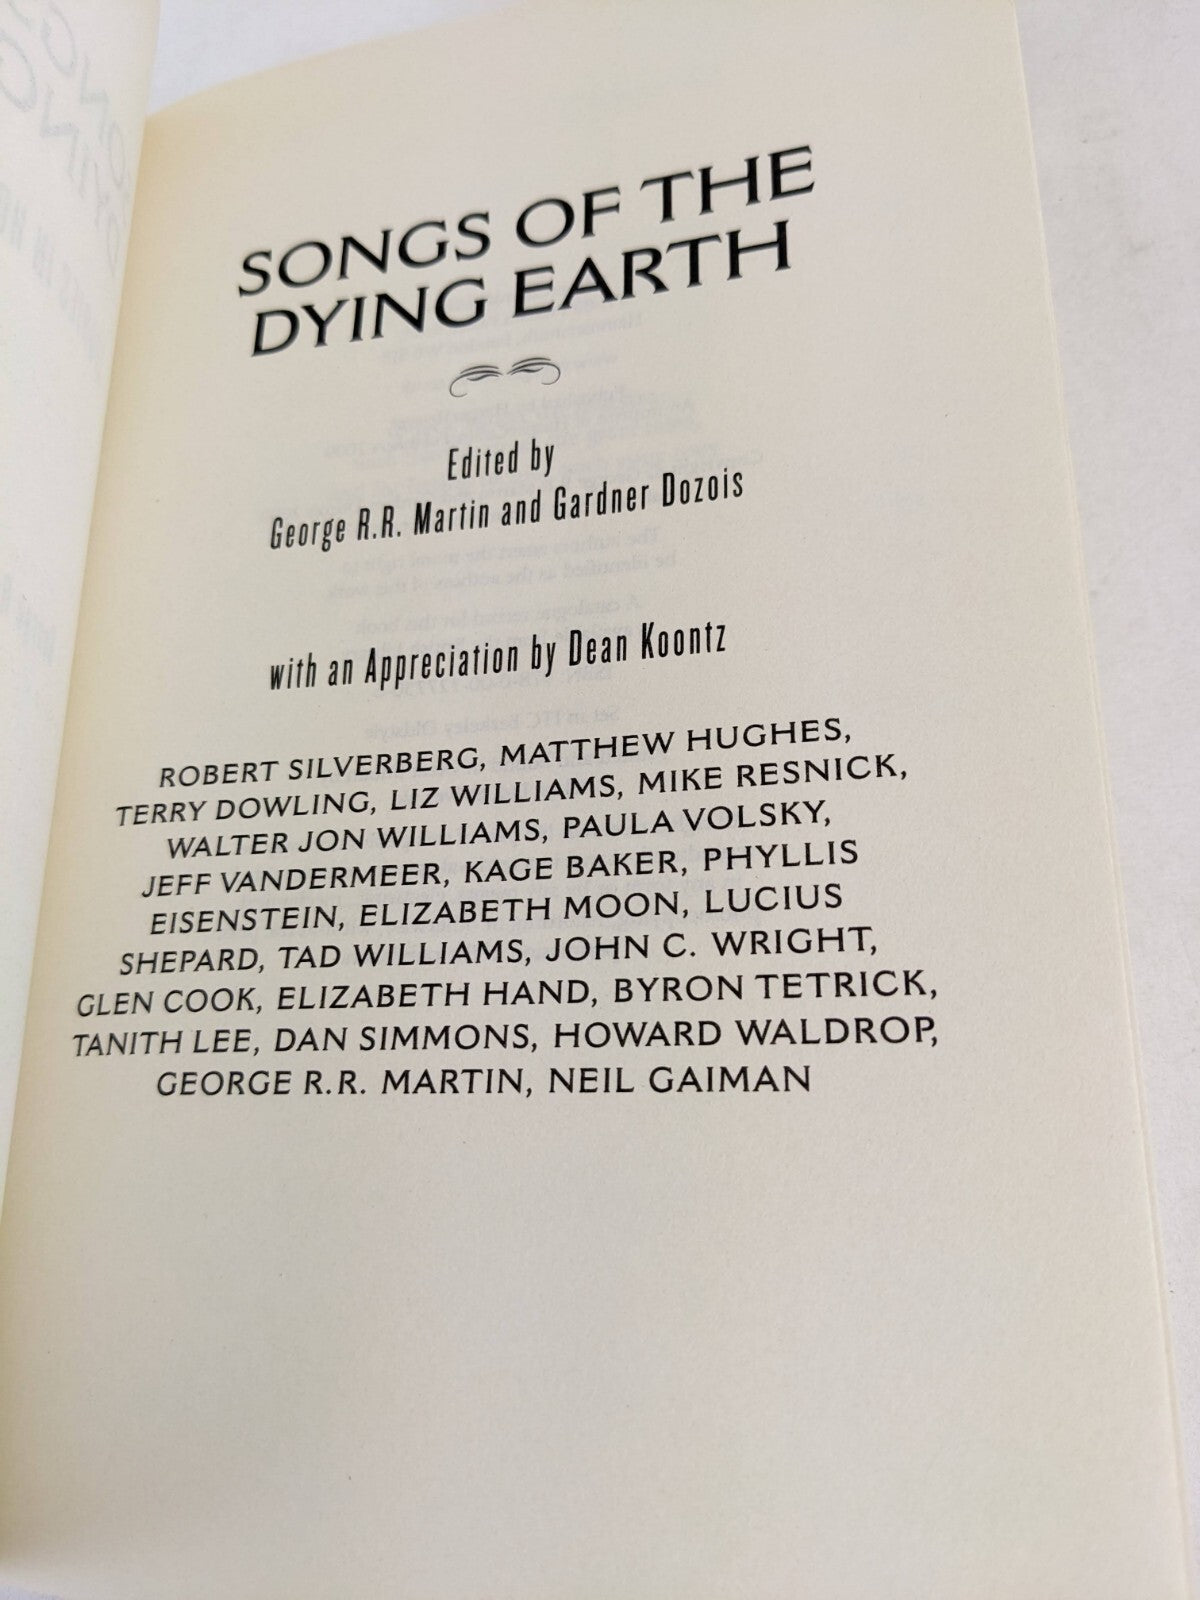 SONGS OF THE
DYING EARTH
Edited by
George R.R. Martin and Gardner Dozois
with an Appreciation by Dean Koontz
ROBERT SILVERBERG, MATTHEW HUGHES,
TERRY DOWLING, LIZ WILLIAMS, MIKE RESNICK,
WALTER JON WILLIAMS, PAULA VOLSKY,
JEFF VANDERMEER, KAGE BAKER, PHYLLIS
EISENSTEIN, ELIZABETH MOON, LUCIUS
SHEPARD, TAD WILLIAMS, JOHN C. WRIGHT,
GLEN COOK, ELIZABETH HAND, BYRON TETRICK,
TANITH LEE, DAN SIMMONS, HOWARD WALDROP,
GEORGE R.R. MARTIN, NEIL GAIMAN